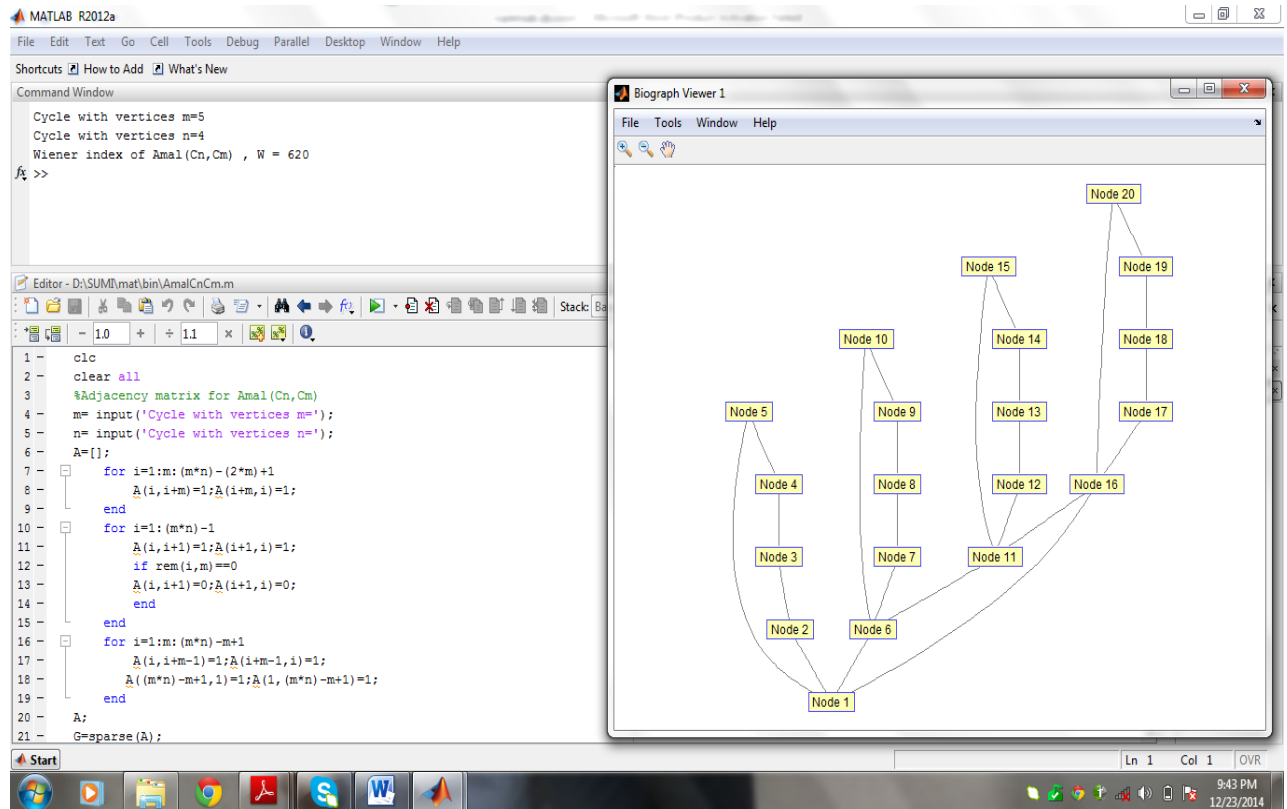 MATLAB R2012a
File Edit Text Go Cell Tools Debug Parallel Desktop Window Help
Shortcuts How to Add What's New
Command Window
Cycle with vertices m=5
Cycle with vertices n=4
Wiener index of Amal(Cn,Cm) , W = 620
fx >>
Editor - D:\SUMI\mat\bin\AmalCnCm.m
Stack: Ba
- 1.0 + ÷ 1.1 ×
1 - clc
2 - clear all
3 %Adjacency matrix for Amal(Cn,Cm)
4 - m= input('Cycle with vertices m=');
5 - n= input('Cycle with vertices n=');
6 - A=[];
7 - for i=1:m:(m*n)-(2*m)+1
8 - A(i,i+m)=1;A(i+m,i)=1;
9 - end
10 - for i=1:(m*n)-1
11 - A(i,i+1)=1;A(i+1,i)=1;
12 - if rem(i,m)==0
13 - A(i,i+1)=0;A(i+1,i)=0;
14 - end
15 - end
16 - for i=1:m:(m*n)-m+1
17 - A(i,i+m-1)=1;A(i+m-1,i)=1;
18 - A((m*n)-m+1,1)=1;A(1,(m*n)-m+1)=1;
19 - end
20 - A;
21 - G=sparse(A);
Biograph Viewer 1
File Tools Window Help
Node 20
Node 15
Node 19
Node 10
Node 14
Node 18
Node 5
Node 9
Node 13
Node 17
Node 4
Node 8
Node 12
Node 16
Node 3
Node 7
Node 11
Node 2
Node 6
Node 1
Start
Ln 1 Col 1 OVR
9:43 PM
12/23/2014